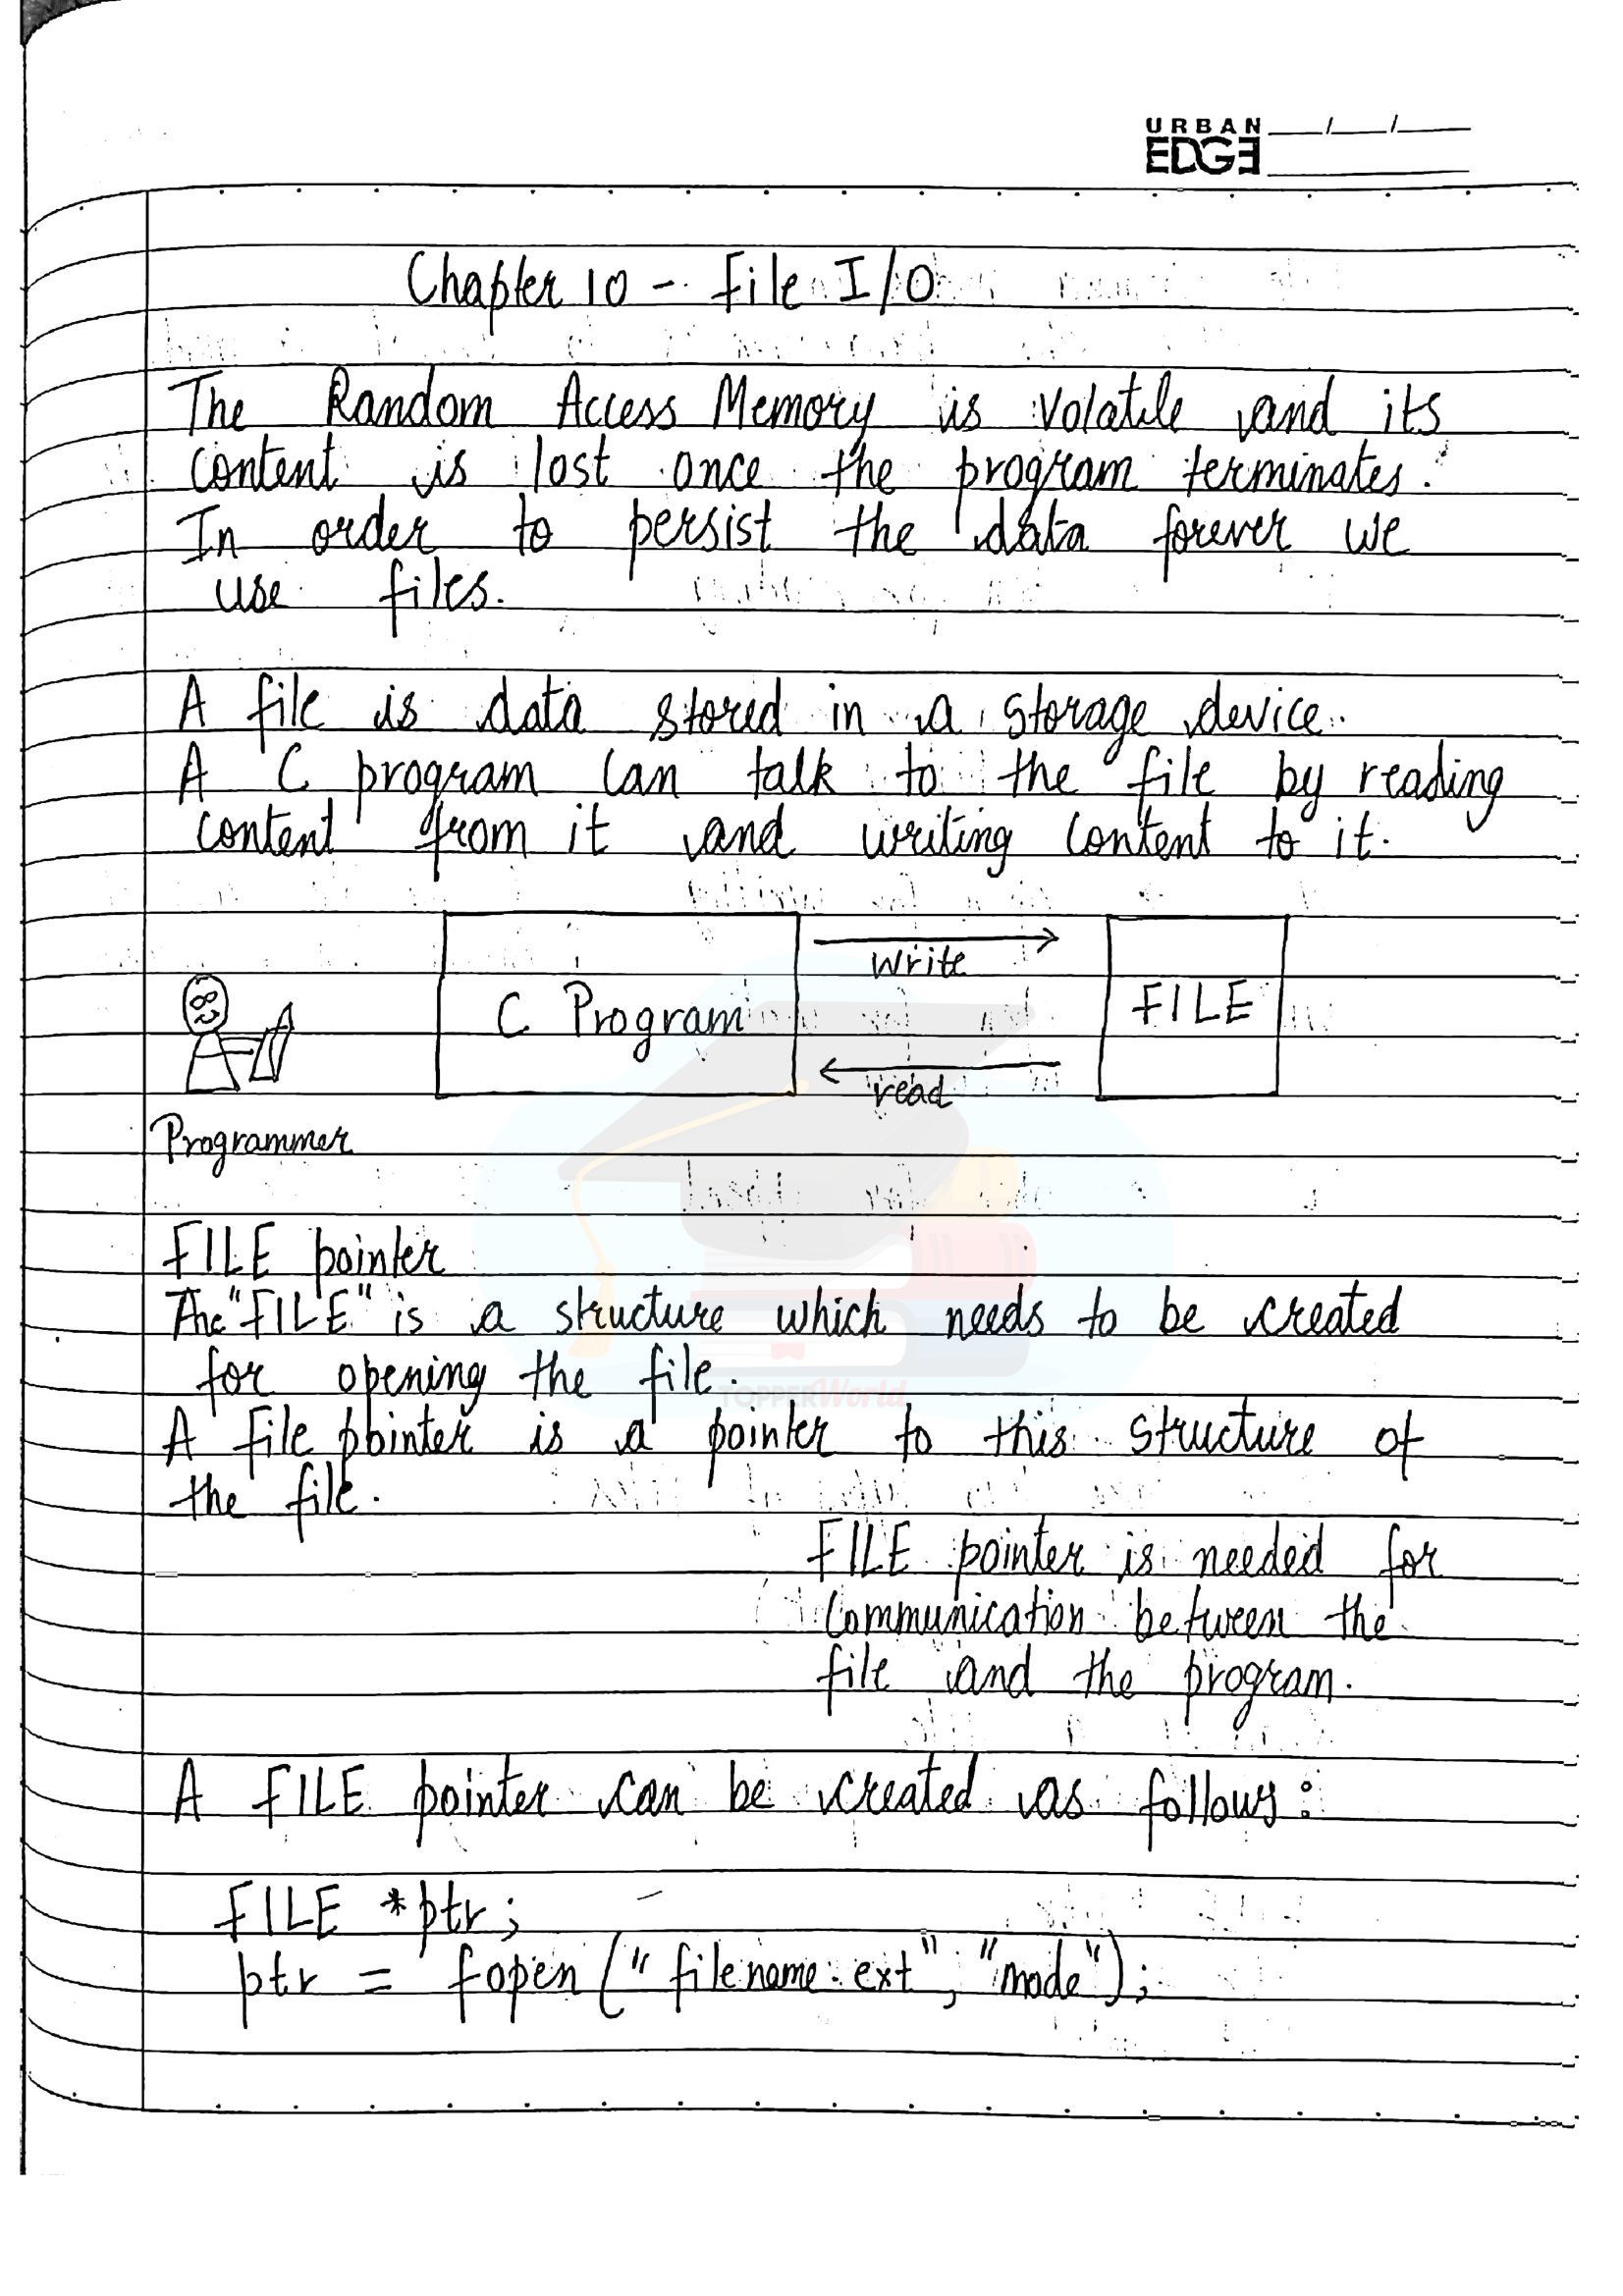 URBAN
EDGE
Chapter 10 - File I/O
The Random Access Memory is volatile and its
content is lost once the program terminates.
In order to persist the data forever we
use files.
A file is data stored in a storage device.
A C program can talk to the file by reading
content from it and writing content to it.
write
C Program
FILE
read
Programmer
FILE pointer
The "FILE" is a structure which needs to be created
for opening the file.
TOPPERWorld
A file pointer is a pointer to this structure of
the file.
FILE pointer is needed for
communication between the
file and the program.
A FILE pointer can be created as follows:
FILE *ptr;
ptr = fopen("filename.ext", "mode");